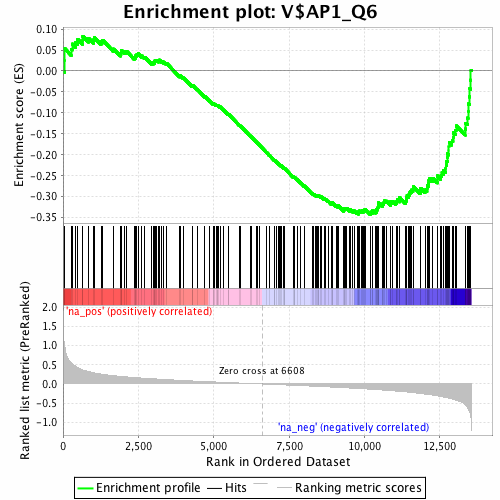 Enrichment plot: V$AP1_Q6
Enrichment score (ES)
0.10
0.05
0.00
-0.05
-0.10
-0.15
-0.20
-0.25
-0.30
-0.35
'na_pos' (positively correlated)
Ranked list metric (PreRanked)
2.0
1.5
1.0
0.5
0.0
-0.5
-1.0
Zero cross at 6608
'na_neg' (negatively correlated)
0 2,500 5,000 7,500 10,000 12,500
Rank in Ordered Dataset
Enrichment profile Hits Ranking metric scores